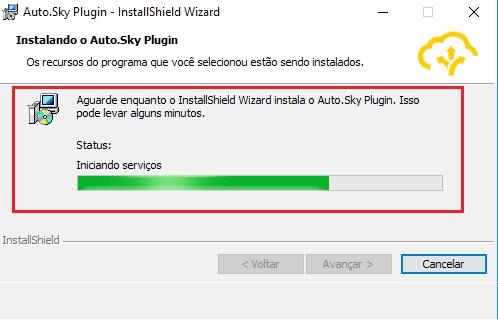 Auto.Sky Plugin - InstallShield Wizard
Instalando o Auto.Sky Plugin
Os recursos do programa que você selecionou estão sendo instalados.
Aguarde enquanto o InstallShield Wizard instala o Auto.Sky Plugin. Isso
pode levar alguns minutos.
Status:
Iniciando serviços
InstallShield
< Voltar
Avançar >
Cancelar